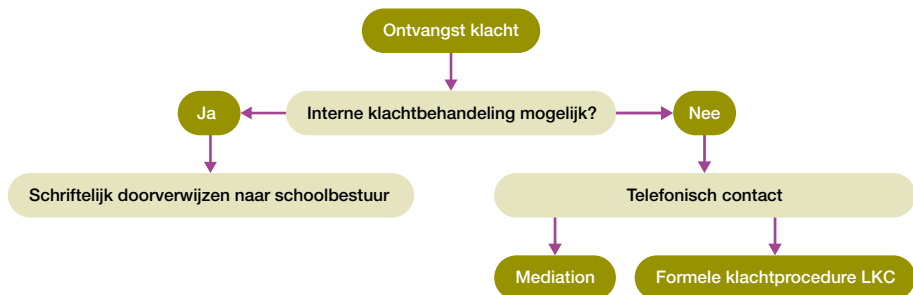 Ontvangst klacht
Ja
Interne klachtbehandeling mogelijk?
Nee
Schriftelijk doorverwijzen naar schoolbestuur
Telefonisch contact
Mediation
Formele klachtprocedure LKC